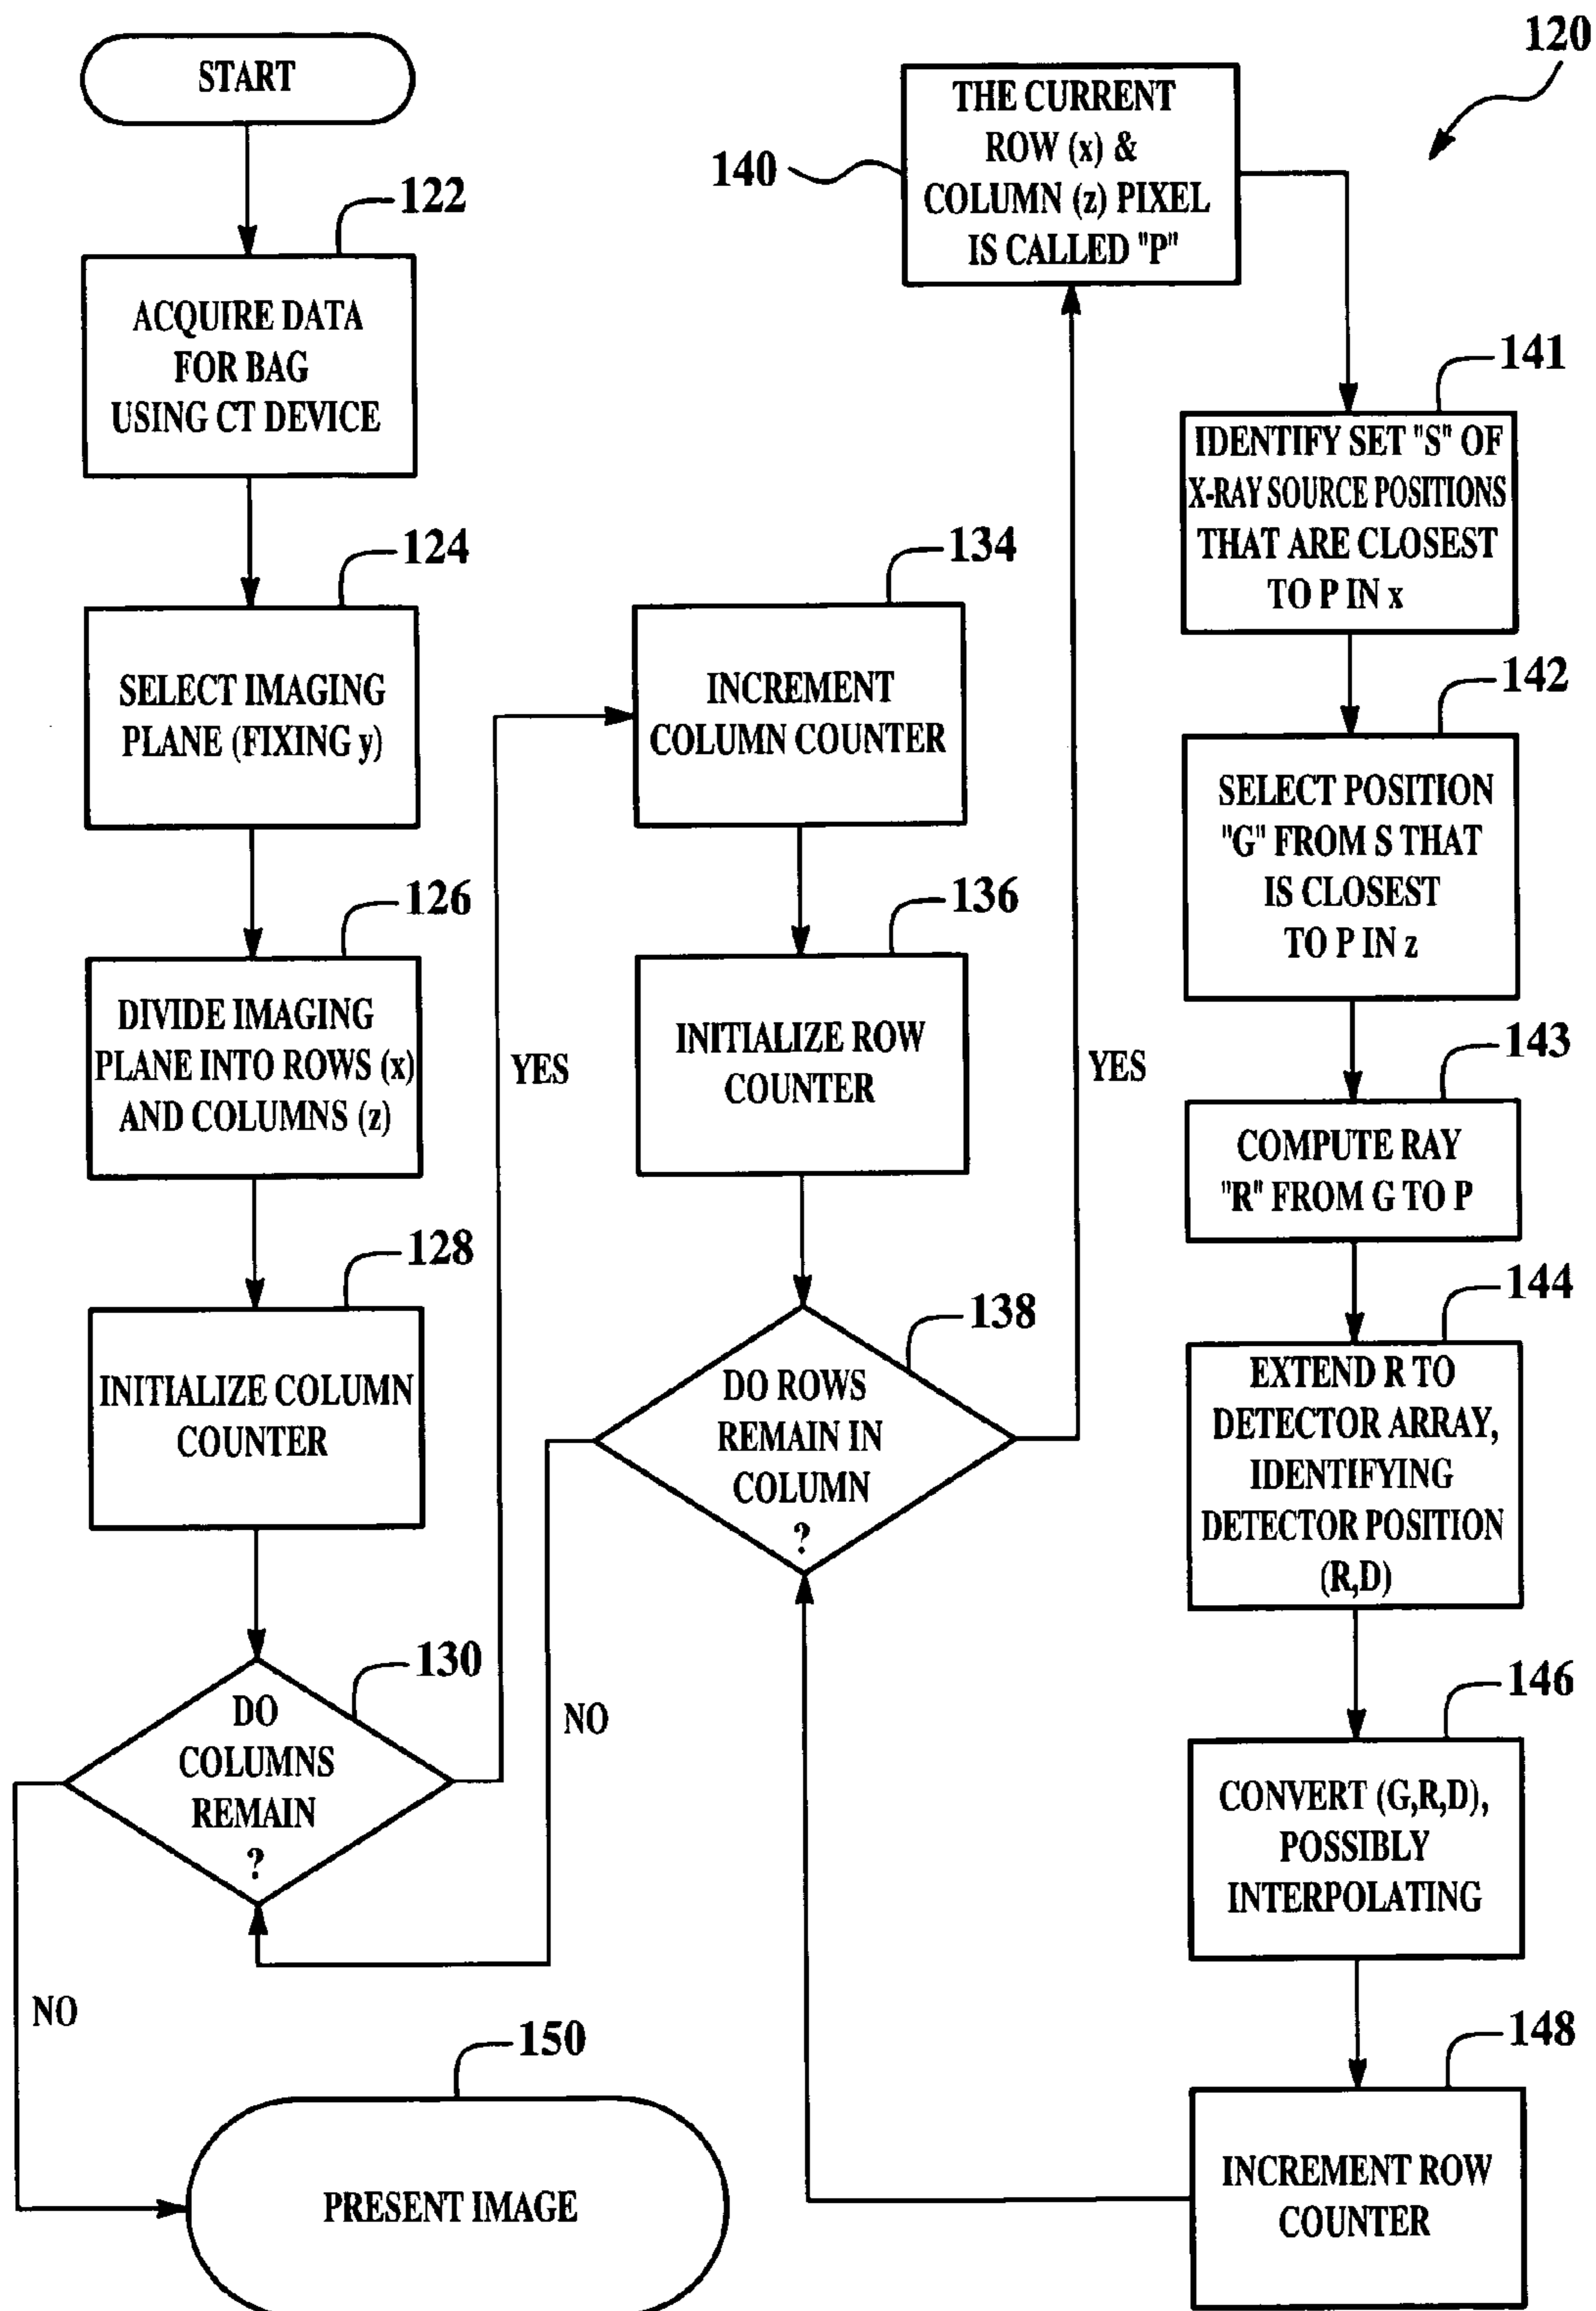 START
122
ACQUIRE DATA
FOR BAG
USING CT DEVICE
124
SELECT IMAGING
PLANE (FIXING y)
126
DIVIDE IMAGING
PLANE INTO ROWS (x)
AND COLUMNS (z)
128
INITIALIZE COLUMN
COUNTER
130
DO
COLUMNS
REMAIN
?
YES
NO
134
INCREMENT
COLUMN COUNTER
136
INITIALIZE ROW
COUNTER
138
DO ROWS
REMAIN IN
COLUMN
?
YES
NO
120
140
THE CURRENT
ROW (x) &
COLUMN (z) PIXEL
IS CALLED "P"
141
IDENTIFY SET "S" OF
X-RAY SOURCE POSITIONS
THAT ARE CLOSEST
TO P IN x
142
SELECT POSITION
"G" FROM S THAT
IS CLOSEST
TO P IN z
143
COMPUTE RAY
"R" FROM G TO P
144
EXTEND R TO
DETECTOR ARRAY,
IDENTIFYING
DETECTOR POSITION
(R,D)
146
CONVERT (G,R,D),
POSSIBLY
INTERPOLATING
148
INCREMENT ROW
COUNTER
150
PRESENT IMAGE